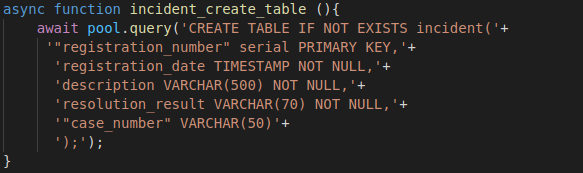 async function incident_create_table (){
await pool.query('CREATE TABLE IF NOT EXISTS incident('+
'"registration_number" serial PRIMARY KEY,'+
'registration_date TIMESTAMP NOT NULL,'+
'description VARCHAR(500) NOT NULL,'+
'resolution_result VARCHAR(70) NOT NULL,'+
'"case_number" VARCHAR(50)'+
');');
}